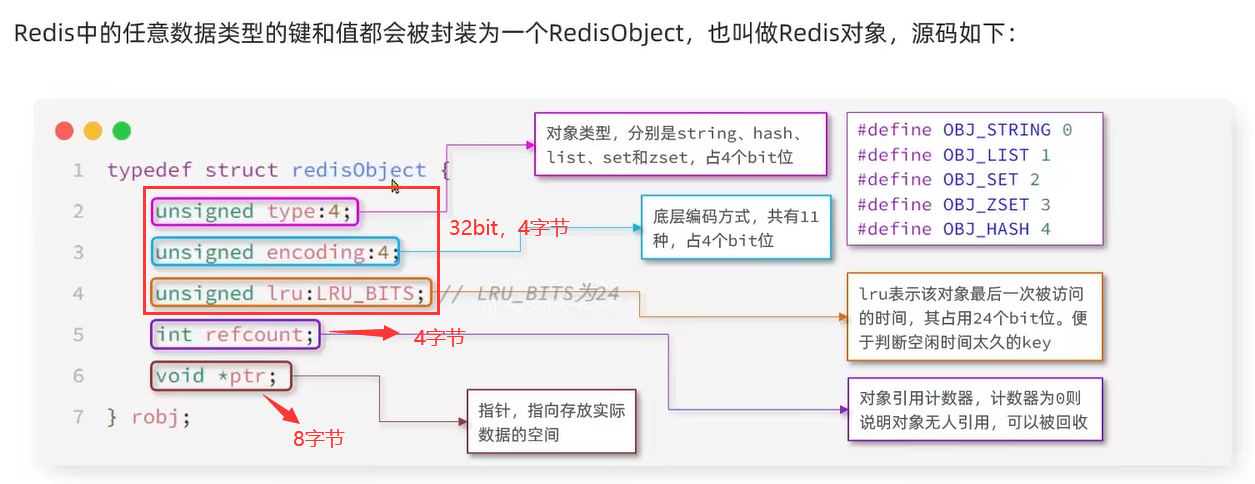 Redis中的任意数据类型的键和值都会被封装为一个RedisObject，也叫做Redis对象，源码如下：
1 typedef struct redisObject {
2 unsigned type:4;
3 unsigned encoding:4;
4 unsigned lru:LRU_BITS; // LRU_BITS为24
5 int refcount;
6 void *ptr;
7 } robj;
32bit，4字节
4字节
8字节
对象类型，分别是string、hash、
list、set和zset，占4个bit位
#define OBJ_STRING 0
#define OBJ_LIST 1
#define OBJ_SET 2
#define OBJ_ZSET 3
#define OBJ_HASH 4
底层编码方式，共有11
种，占4个bit位
lru表示该对象最后一次被访问
的时间，其占用24个bit位。便
于判断空闲时间太久的key
对象引用计数器，计数器为0则
说明对象无人引用，可以被回收
指针，指向存放实际
数据的空间